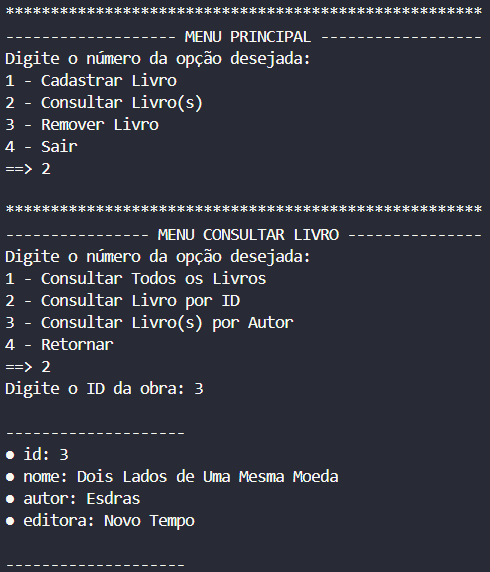 *****************************************************
------------------- MENU PRINCIPAL ------------------
Digite o número da opção desejada:
1 - Cadastrar Livro
2 - Consultar Livro(s)
3 - Remover Livro
4 - Sair
==> 2
*****************************************************
---------------- MENU CONSULTAR LIVRO ---------------
Digite o número da opção desejada:
1 - Consultar Todos os Livros
2 - Consultar Livro por ID
3 - Consultar Livro(s) por Autor
4 - Retornar
==> 2
Digite o ID da obra: 3
--------------------
● id: 3
● nome: Dois Lados de Uma Mesma Moeda
● autor: Esdras
● editora: Novo Tempo
--------------------